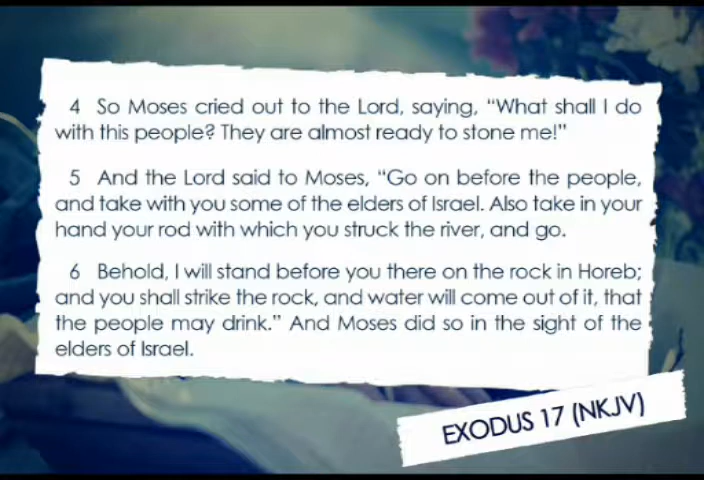 4 So Moses cried out to the Lord, saying, “What shall I do
with this people? They are almost ready to stone me!”
5 And the Lord said to Moses, “Go on before the people,
and take with you some of the elders of Israel. Also take in your
hand your rod with which you struck the river, and go.
6 Behold, I will stand before you there on the rock in Horeb;
and you shall strike the rock, and water will come out of it, that
the people may drink.” And Moses did so in the sight of the
elders of Israel.
EXODUS 17 (NKJV)